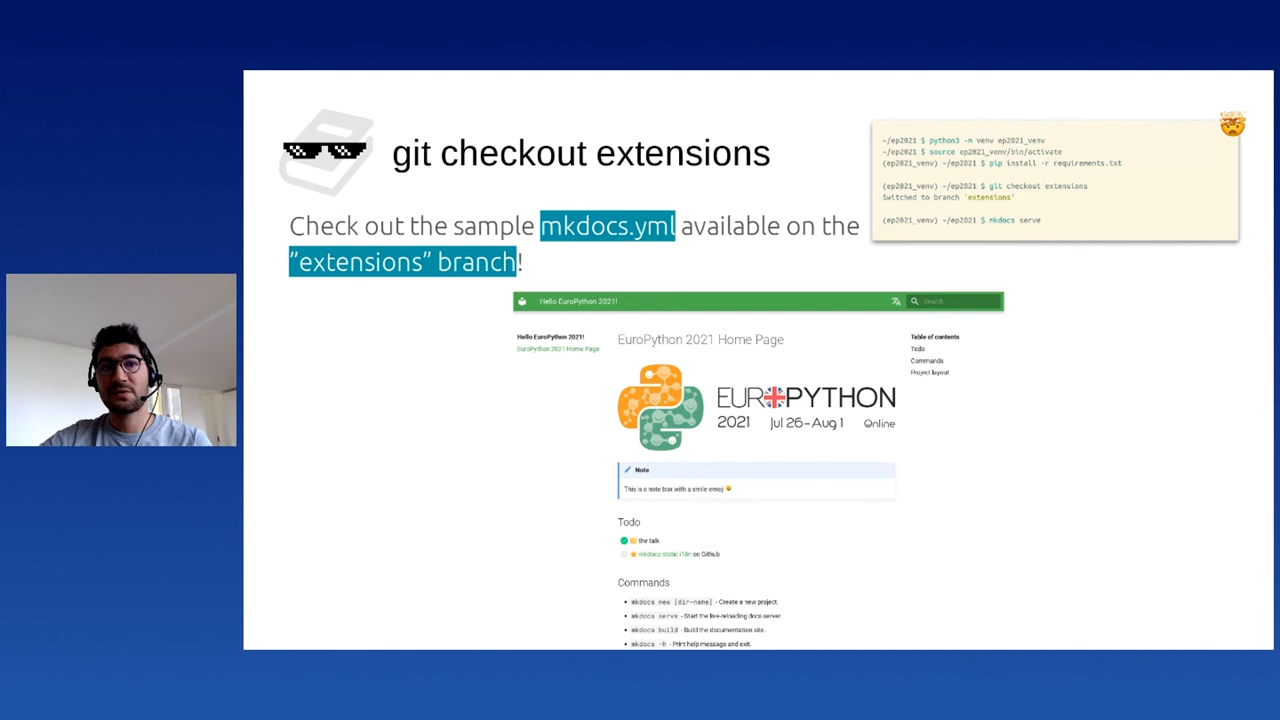 git checkout extensions
~/ep2021 $ python3 -m venv ep2021_venv
~/ep2021 $ source ep2021_venv/bin/activate
(ep2021_venv) ~/ep2021 $ pip install -r requirements.txt
(ep2021_venv) ~/ep2021 $ git checkout extensions
Switched to branch 'extensions'
(ep2021_venv) ~/ep2021 $ mkdocs serve
Check out the sample mkdocs.yml available on the
”extensions” branch!
Hello EuroPython 2021!
Search
Hello EuroPython 2021!
EuroPython 2021 Home Page
EuroPython 2021 Home Page
EUROPYTHON
2021 Jul 26-Aug 1 Online
Note
This is a note box with a smile emoj
Todo
the talk
mkdocs-static-i18n on Github
Commands
mkdocs new [dir-name] - Create a new project.
mkdocs serve - Start the live-reloading docs server.
mkdocs build - Build the documentation site.
mkdocs -h - Print help message and exit.
Table of contents
Todo
Commands
Project layout